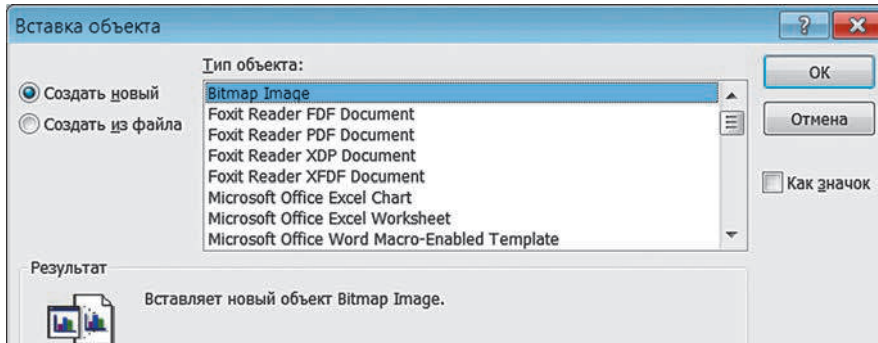 Вставка объекта
Тип объекта:
Создать новый
Создать из файла
Bitmap Image
Foxit Reader FDF Document
Foxit Reader PDF Document
Foxit Reader XDP Document
Foxit Reader XFDF Document
Microsoft Office Excel Chart
Microsoft Office Excel Worksheet
Microsoft Office Word Macro-Enabled Template
ОК
Отмена
Как значок
Результат
Вставляет новый объект Bitmap Image.